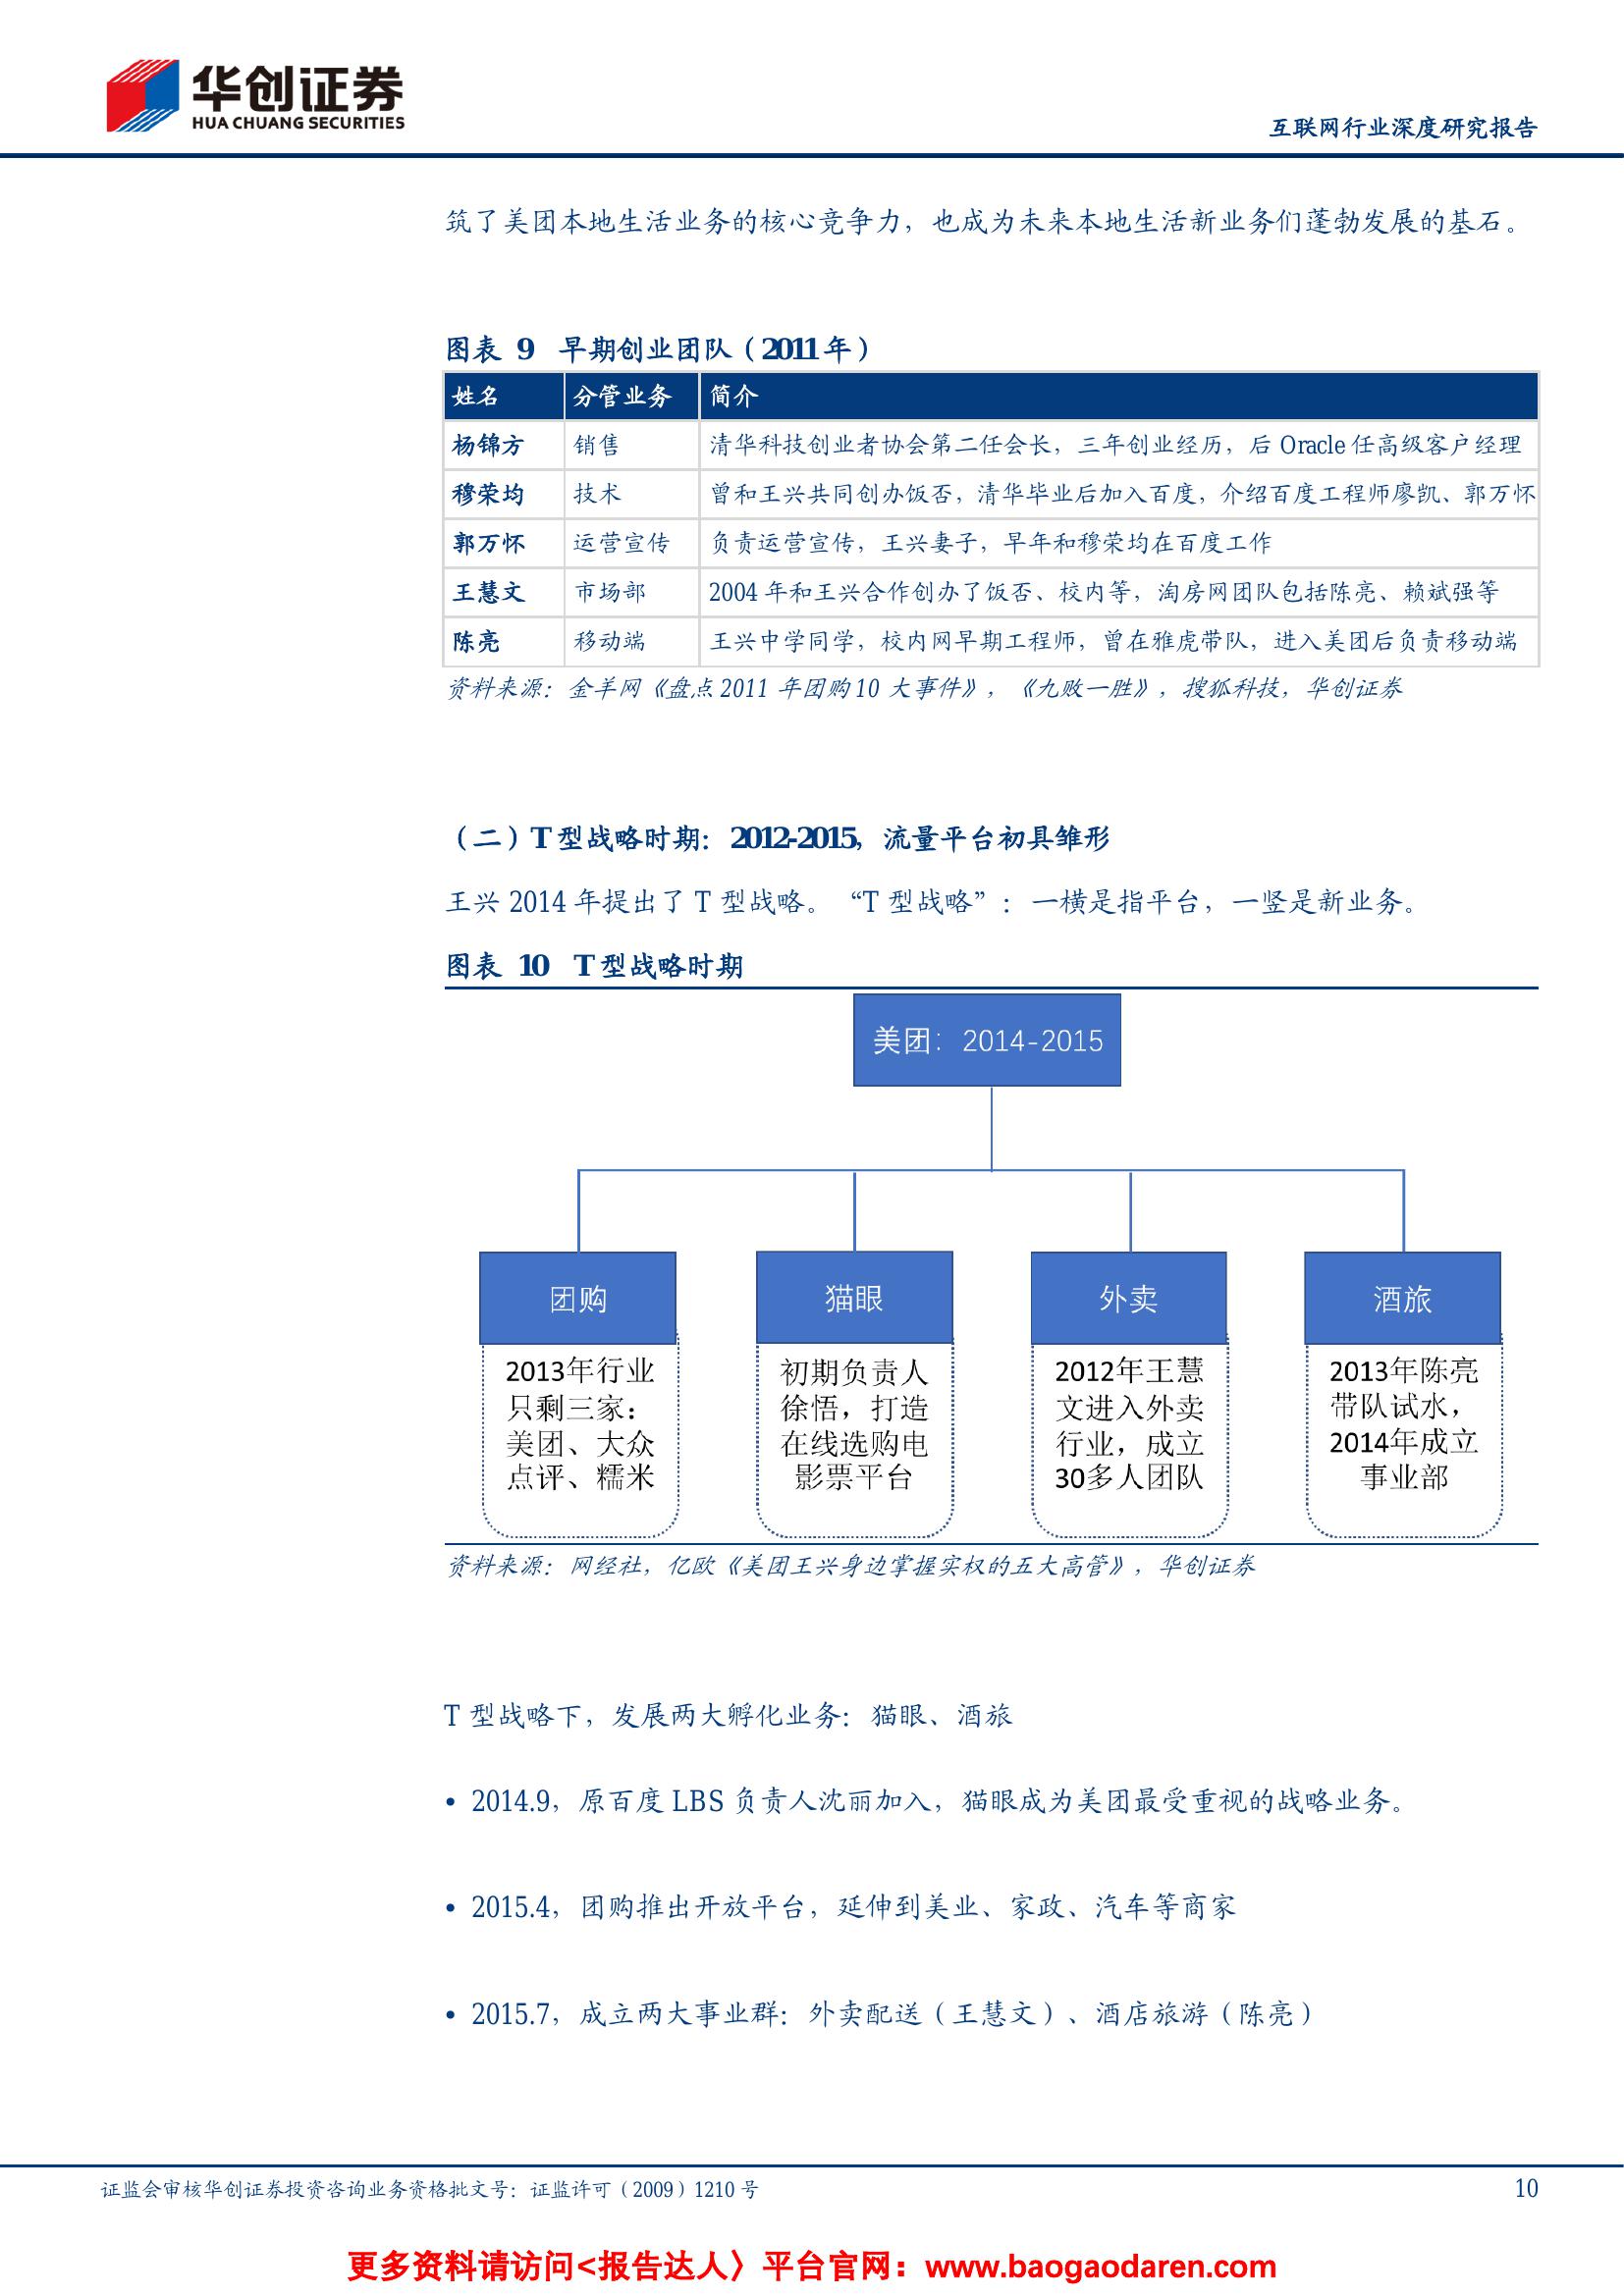 华创证券
HUA CHUANG SECURITIES
互联网行业深度研究报告
筑了美团本地生活业务的核心竞争力，也成为未来本地生活新业务们蓬勃发展的基石。
图表 9 早期创业团队（2011年）
姓名 分管业务 简介
杨锦方 销售 清华科技创业者协会第二任会长，三年创业经历，后 Oracle 任高级客户经理
穆荣均 技术 曾和王兴共同创办饭否，清华毕业后加入百度，介绍百度工程师廖凯、郭万怀
郭万怀 运营宣传 负责运营宣传，王兴妻子，早年和穆荣均在百度工作
王慧文 市场部 2004 年和王兴合作创办了饭否、校内等，淘房网团队包括陈亮、赖斌强等
陈亮 移动端 王兴中学同学，校内网早期工程师，曾在雅虎带队，进入美团后负责移动端
资料来源：金羊网《盘点 2011 年团购 10 大事件》，《九败一胜》，搜狐科技，华创证券
（二）T 型战略时期：2012-2015，流量平台初具雏形
王兴 2014 年提出了 T 型战略。“T 型战略”：一横是指平台，一竖是新业务。
图表 10 T 型战略时期
美团：2014-2015
团购
2013年行业
只剩三家：
美团、大众
点评、糯米
猫眼
初期负责人
徐悟，打造
在线选购电
影票平台
外卖
2012年王慧
文进入外卖
行业，成立
30多人团队
酒旅
2013年陈亮
带队试水，
2014年成立
事业部
资料来源：网经社，亿欧《美团王兴身边掌握实权的五大高管》，华创证券
T 型战略下，发展两大孵化业务：猫眼、酒旅
• 2014.9，原百度 LBS 负责人沈丽加入，猫眼成为美团最受重视的战略业务。
• 2015.4，团购推出开放平台，延伸到美业、家政、汽车等商家
• 2015.7，成立两大事业群：外卖配送（王慧文）、酒店旅游（陈亮）
证监会审核华创证券投资咨询业务资格批文号：证监许可（2009）1210 号
10
更多资料请访问<报告达人〉平台官网：www.baogaodaren.com